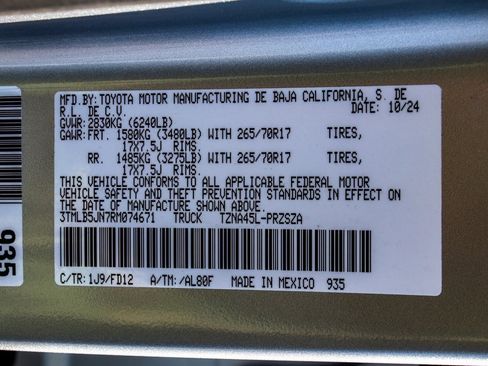 MFD.BY: TOYOTA MOTOR MANUFACTURING DE BAJA CALIFORNIA, S. DE
R.L. DE C.V. DATE: 10/24
GVWR: 2830KG (6240LB)
GAWR: FRT. 1580KG (3480LB) WITH 265/70R17 TIRES,
17X7.5J RIMS.
RR. 1485KG (3275LB) WITH 265/70R17 TIRES,
17X7.5J RIMS.
THIS VEHICLE CONFORMS TO ALL APPLICABLE FEDERAL MOTOR
VEHICLE SAFETY AND THEFT PREVENTION STANDARDS IN EFFECT ON
THE DATE OF MANUFACTURE SHOWN ABOVE.
3TMLB5JN7RM074671 TRUCK TZNA45L-PRZSZA
C/TR: 1J9/FD12 A/TM: /AL80F MADE IN MEXICO 935
935